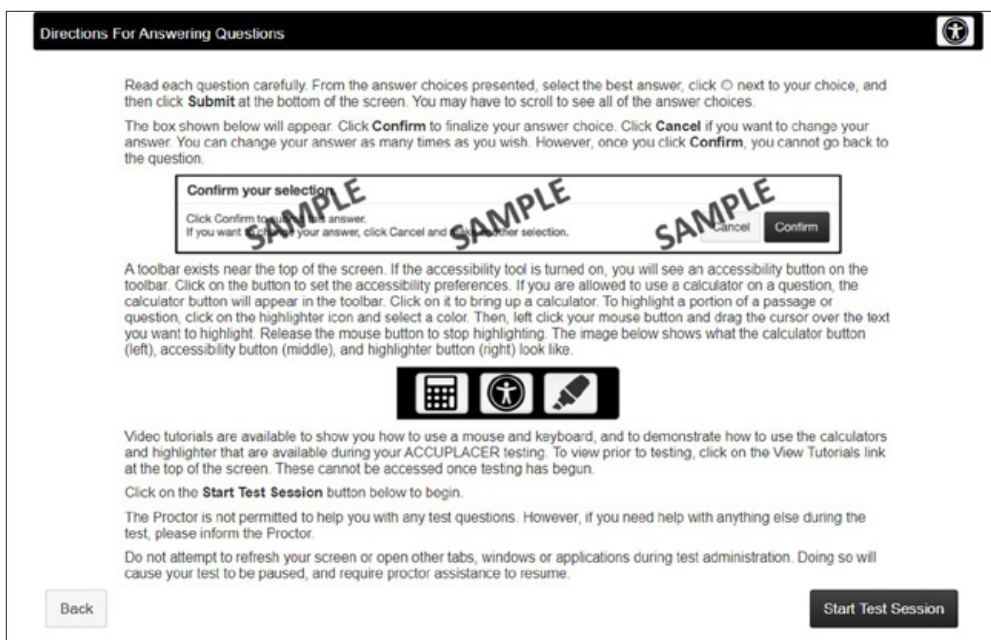 Directions For Answering Questions
Read each question carefully. From the answer choices presented, select the best answer, click ○ next to your choice, and
then click Submit at the bottom of the screen. You may have to scroll to see all of the answer choices.
The box shown below will appear. Click Confirm to finalize your answer choice. Click Cancel if you want to change your
answer. You can change your answer as many times as you wish. However, once you click Confirm, you cannot go back to
the question.
Confirm your selection
SAMPLE SAMPLE SAMPLE
Click Confirm to submit this answer.
If you want to change your answer, click Cancel and make another selection.
Cancel Confirm
A toolbar exists near the top of the screen. If the accessibility tool is turned on, you will see an accessibility button on the
toolbar. Click on the button to set the accessibility preferences. If you are allowed to use a calculator on a question, the
calculator button will appear in the toolbar. Click on it to bring up a calculator. To highlight a portion of a passage or
question, click on the highlighter icon and select a color. Then, left click your mouse button and drag the cursor over the text
you want to highlight. Release the mouse button to stop highlighting. The image below shows what the calculator button
(left), accessibility button (middle), and highlighter button (right) look like.
Video tutorials are available to show you how to use a mouse and keyboard, and to demonstrate how to use the calculators
and highlighter that are available during your ACCUPLACER testing. To view prior to testing, click on the View Tutorials link
at the top of the screen. These cannot be accessed once testing has begun.
Click on the Start Test Session button below to begin.
The Proctor is not permitted to help you with any test questions. However, if you need help with anything else during the
test, please inform the Proctor.
Do not attempt to refresh your screen or open other tabs, windows or applications during test administration. Doing so will
cause your test to be paused, and require proctor assistance to resume.
Back
Start Test Session